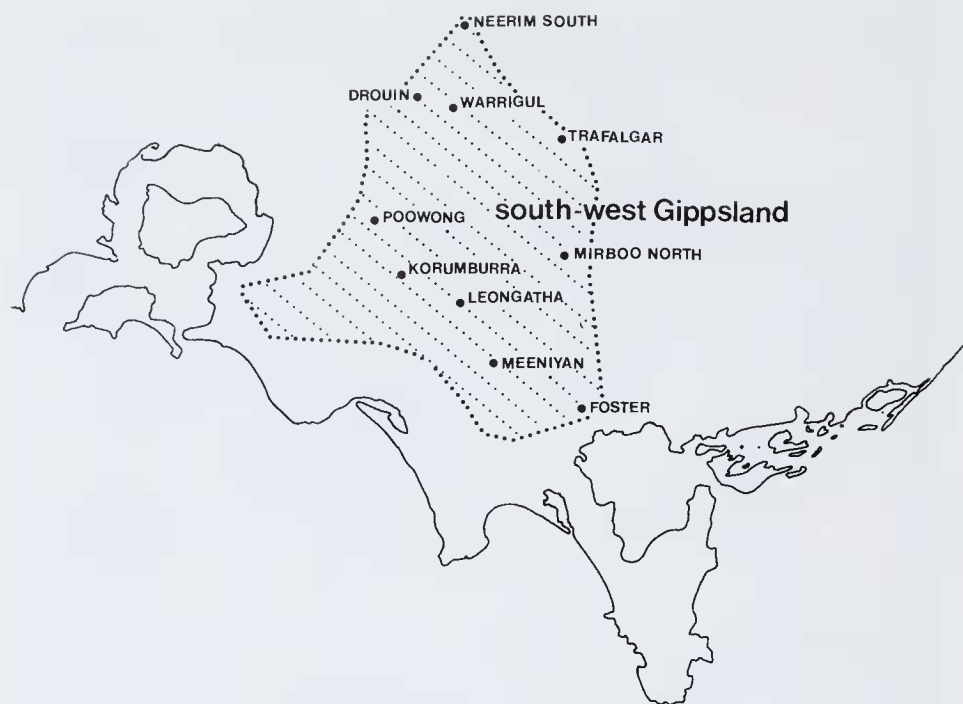 NEERIM SOUTH
DROUIN
WARRIGUL
TRAFALGAR
POOWONG
south-west Gippsland
MIRBOO NORTH
KORUMBURRA
LEONGATHA
MEENIYAN
FOSTER